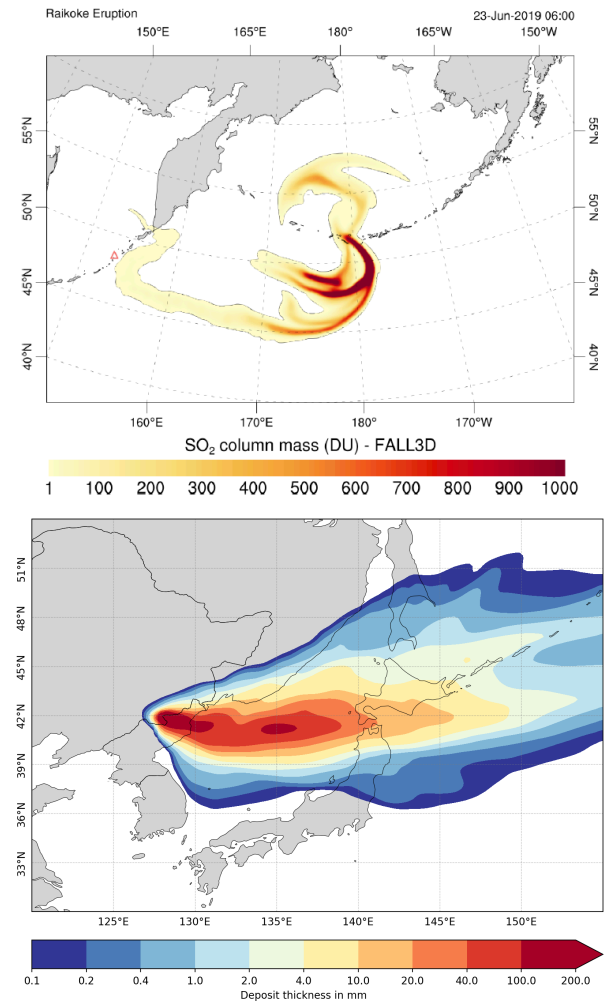 Raikoke Eruption 23-Jun-2019 06:00
150°E 165°E 180° 165°W 150°W
55°N 55°N
50°N 50°N
45°N 45°N
40°N 40°N
160°E 170°E 180° 170°W
SO₂ column mass (DU) - FALL3D
1 100 200 300 400 500 600 700 800 900 1000
51°N
48°N
45°N
42°N
39°N
36°N
33°N
125°E 130°E 135°E 140°E 145°E 150°E
0.1 0.2 0.4 1.0 2.0 4.0 10.0 20.0 40.0 100.0 200.0
Deposit thickness in mm